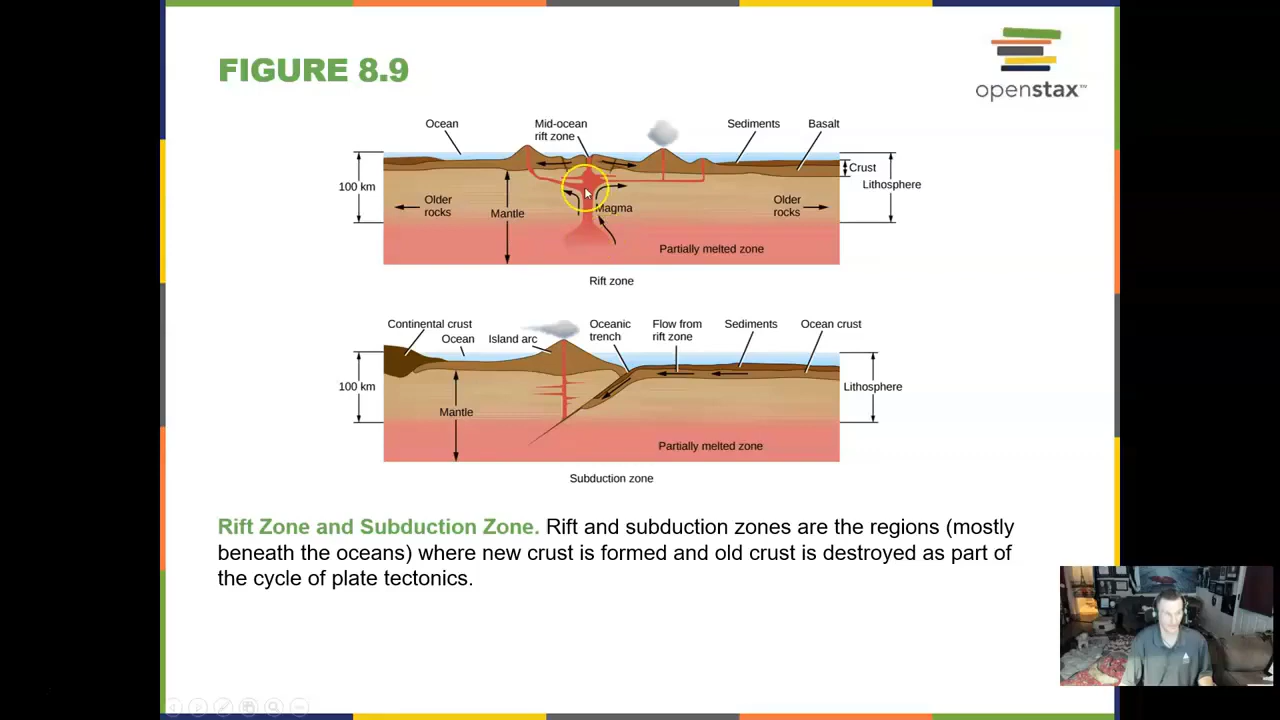 FIGURE 8.9
openstax™
Ocean
Mid-ocean
rift zone
Sediments
Basalt
Crust
Lithosphere
100 km
Older
rocks
Mantle
Magma
Older
rocks
Partially melted zone
Rift zone
Continental crust
Ocean
Island arc
Oceanic
trench
Flow from
rift zone
Sediments
Ocean crust
100 km
Lithosphere
Mantle
Partially melted zone
Subduction zone
Rift Zone and Subduction Zone. Rift and subduction zones are the regions (mostly
beneath the oceans) where new crust is formed and old crust is destroyed as part of
the cycle of plate tectonics.